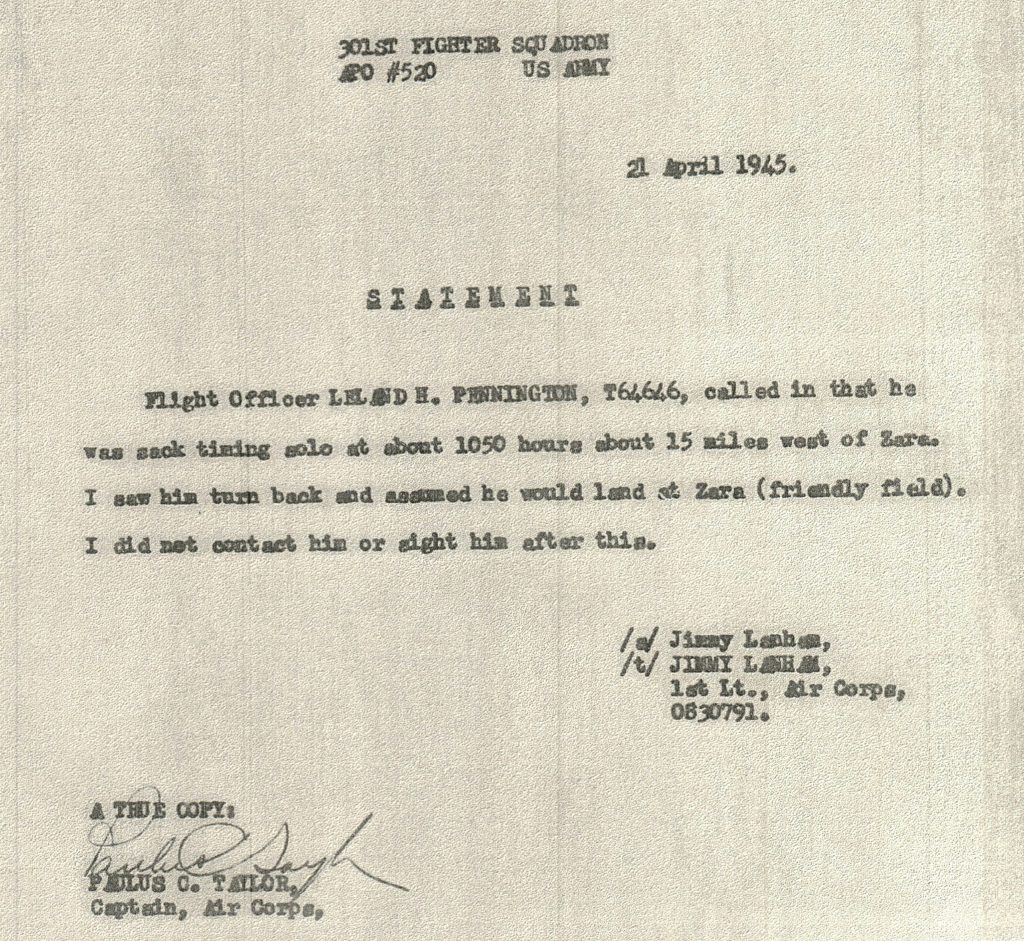 301ST FIGHTER SQUADRON
APO #520 US ARMY
21 April 1945.
STATEMENT
Flight Officer LELAND H. PENNINGTON, T64646, called in that he
was sack timing solo at about 1050 hours about 15 miles west of Zara.
I saw him turn back and assumed he would land at Zara (friendly field).
I did not contact him or sight him after this.
/s/ Jimmy Lanham,
/t/ JIMMY LANHAM,
1st Lt., Air Corps,
0830791.
A TRUE COPY:
PAULUS C. TAILOR,
Captain, Air Corps,